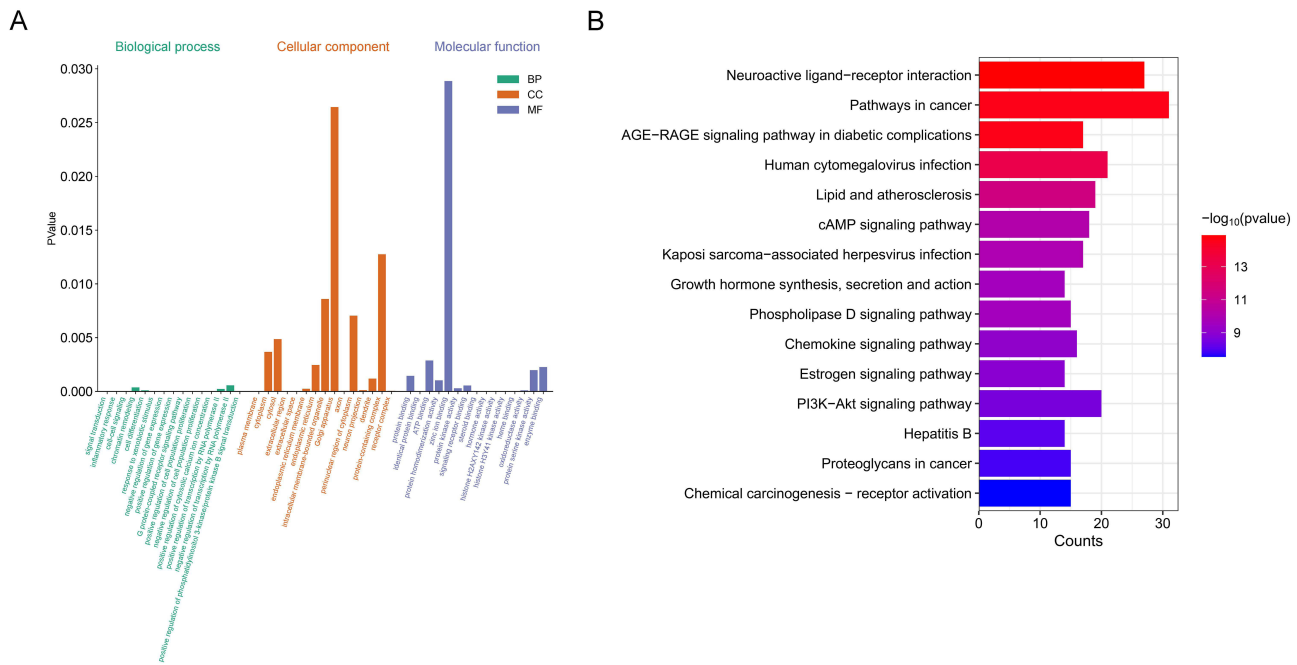 A
Biological process
Cellular component
Molecular function
BP
CC
MF
PValue
0.030
0.025
0.020
0.015
0.010
0.005
0.000
signal transduction
inflammatory response
cell-cell signaling
chromatin remodeling
cell differentiation
response to xenobiotic stimulus
negative regulation of gene expression
positive regulation of gene expression
G protein-coupled receptor signaling pathway
positive regulation of cell population proliferation
negative regulation of cell population proliferation
positive regulation of cytosolic calcium ion concentration
positive regulation of transcription by RNA polymerase II
negative regulation of transcription by RNA polymerase II
positive regulation of phosphatidylinositol 3-kinase/protein kinase B signal transduction
plasma membrane
cytoplasm
cytosol
extracellular region
extracellular space
endoplasmic reticulum membrane
endoplasmic reticulum
intracellular membrane-bounded organelle
Golgi apparatus
axon
perinuclear region of cytoplasm
neuron projection
dendrite
protein-containing complex
receptor complex
protein binding
identical protein binding
ATP binding
protein homodimerization activity
zinc ion binding
protein kinase activity
signaling receptor binding
steroid binding
hormone activity
histone H2AXY142 kinase activity
histone H3Y41 kinase activity
heme binding
oxidoreductase activity
protein serine kinase activity
enzyme binding
B
Neuroactive ligand−receptor interaction
Pathways in cancer
AGE−RAGE signaling pathway in diabetic complications
Human cytomegalovirus infection
Lipid and atherosclerosis
cAMP signaling pathway
Kaposi sarcoma−associated herpesvirus infection
Growth hormone synthesis, secretion and action
Phospholipase D signaling pathway
Chemokine signaling pathway
Estrogen signaling pathway
PI3K−Akt signaling pathway
Hepatitis B
Proteoglycans in cancer
Chemical carcinogenesis − receptor activation
0 10 20 30
Counts
−log10(pvalue)
13
11
9